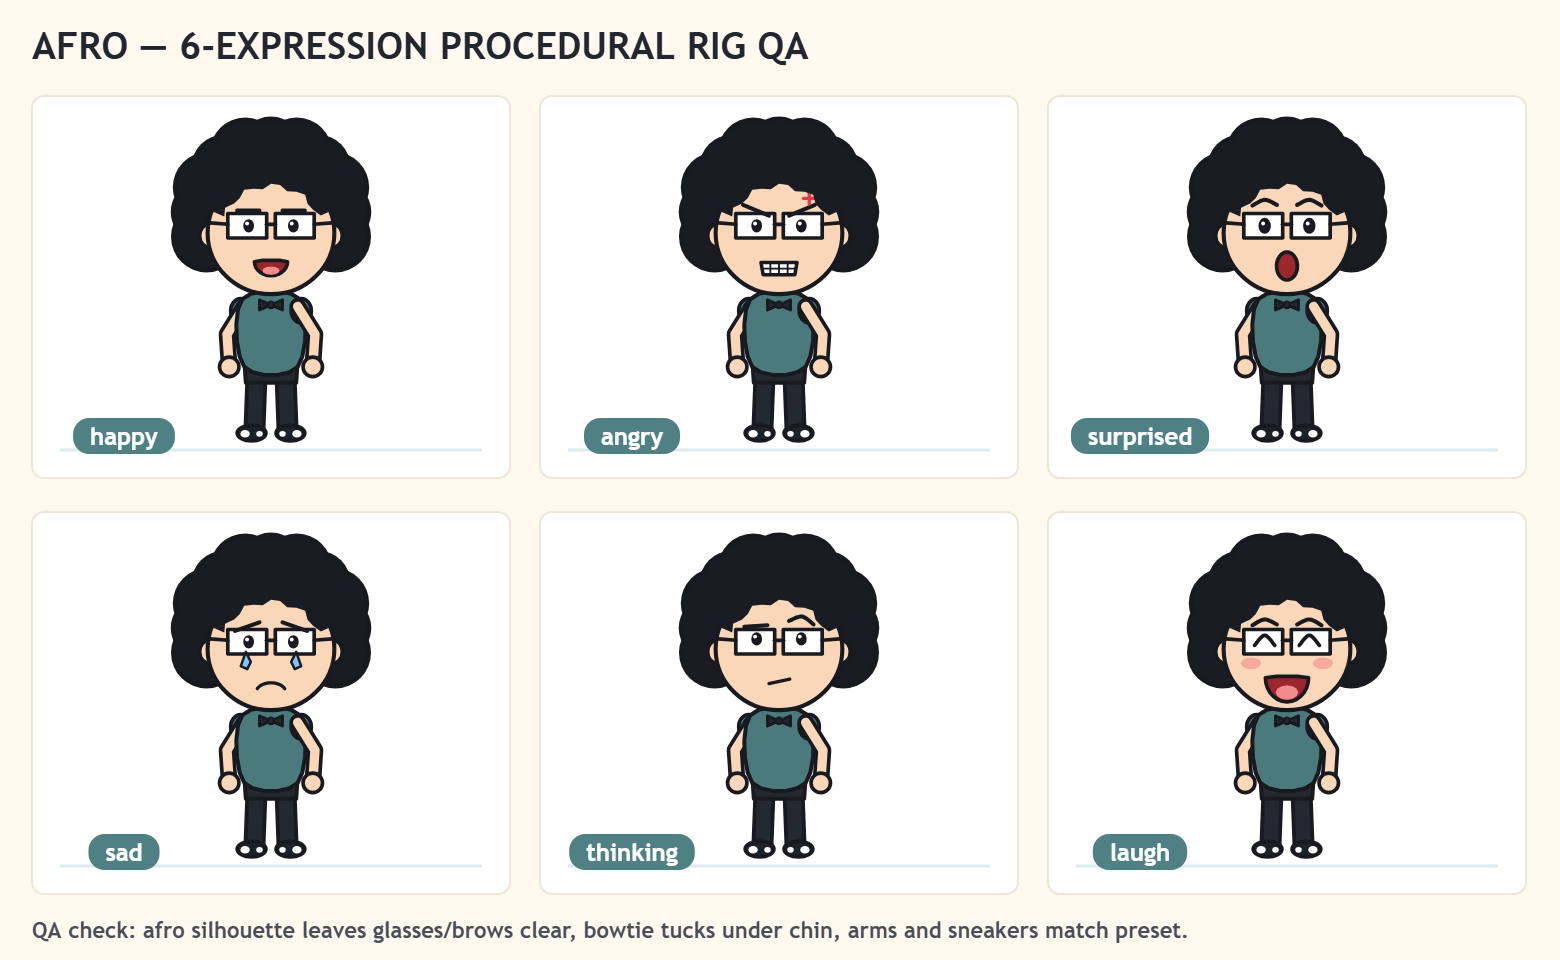 AFRO — 6-EXPRESSION PROCEDURAL RIG QA
happy
angry
surprised
sad
thinking
laugh
QA check: afro silhouette leaves glasses/brows clear, bowtie tucks under chin, arms and sneakers match preset.